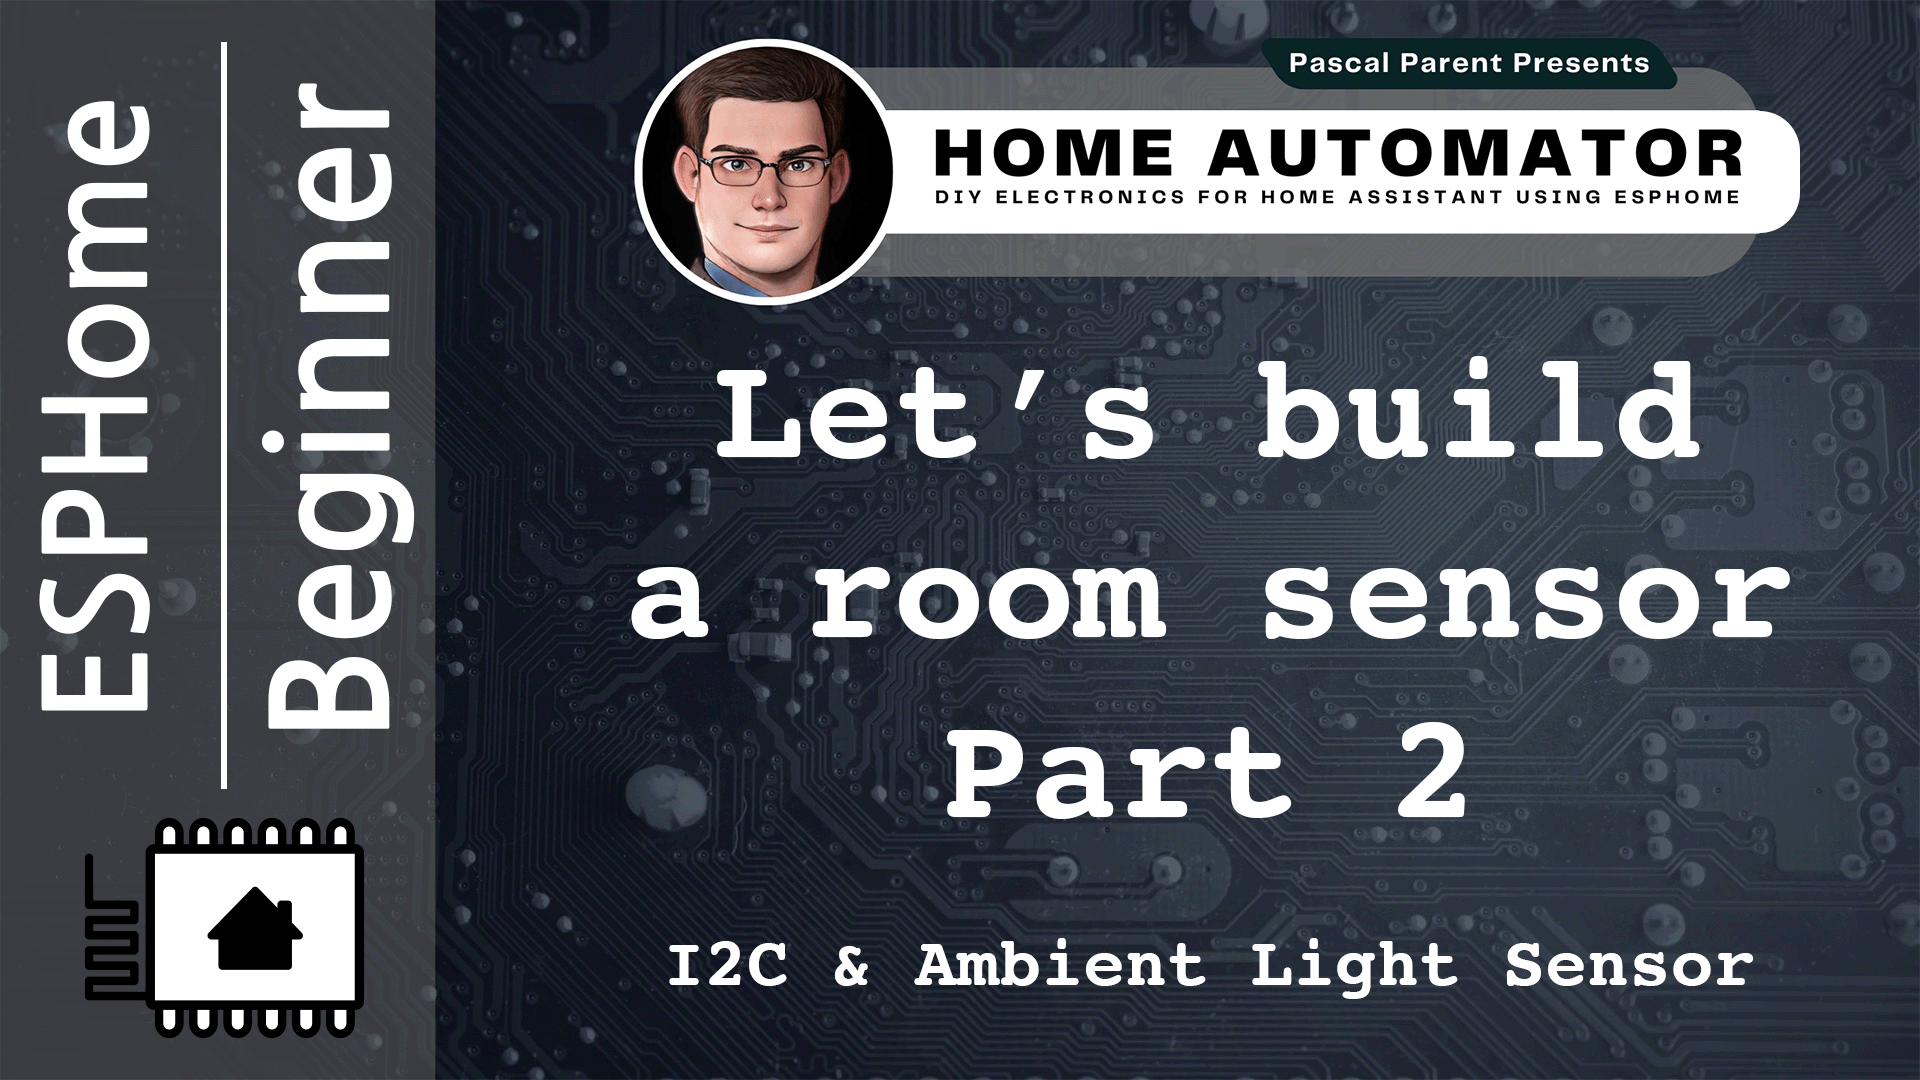 ESPHome
Beginner
Pascal Parent Presents
HOME AUTOMATOR
DIY ELECTRONICS FOR HOME ASSISTANT USING ESPHOME
Let's build
a room sensor
Part 2
I2C & Ambient Light Sensor